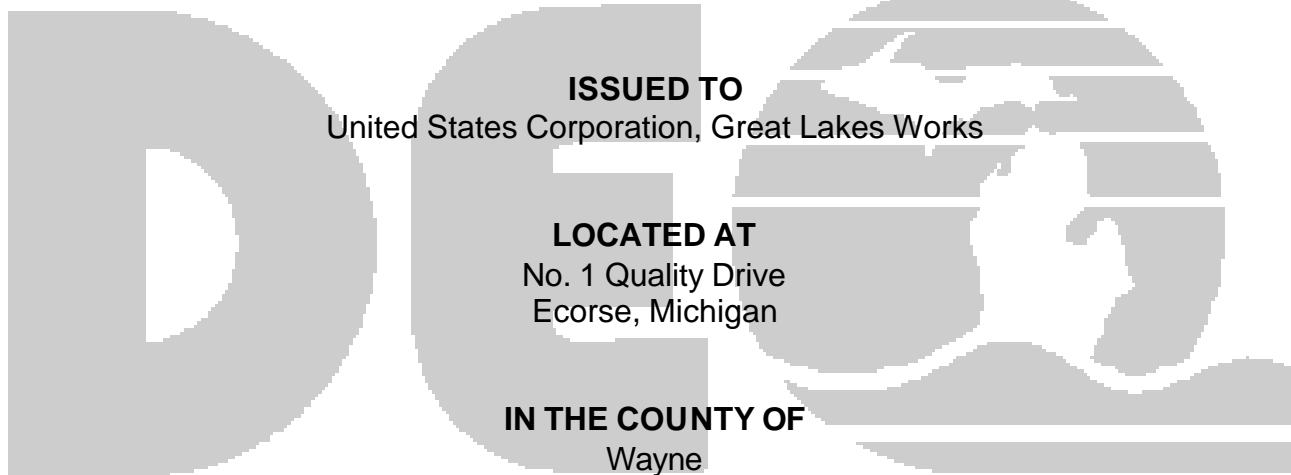 DEQ
ISSUED TO
United States Corporation, Great Lakes Works
LOCATED AT
No. 1 Quality Drive
Ecorse, Michigan
IN THE COUNTY OF
Wayne